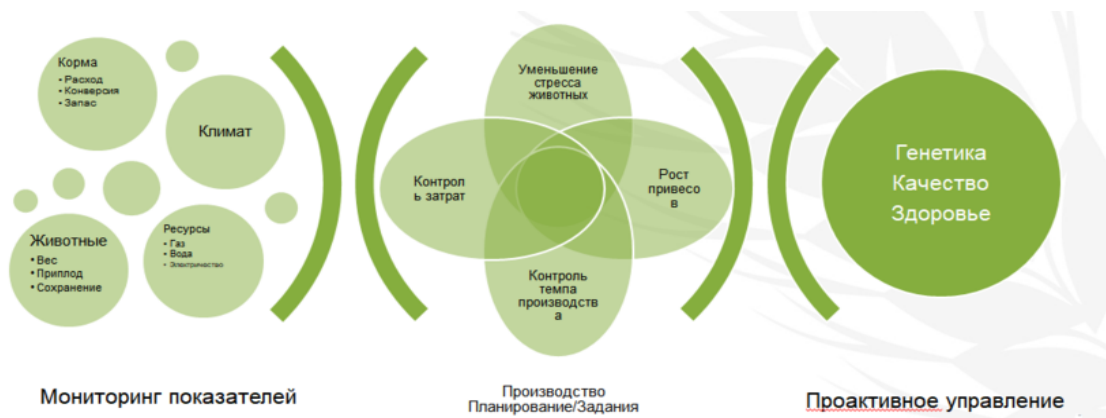 Корма
• Расход
• Конверсия
• Запас
Климат
Животные
• Вес
• Приплод
• Сохранение
Ресурсы
• Газ
• Вода
• Электричество
Мониторинг показателей
Уменьшение
стресса
животных
Контрол
ь затрат
Рост
привесо
в
Контроль
темпа
производств
а
Производство
Планирование/Задания
Генетика
Качество
Здоровье
Проактивное управление